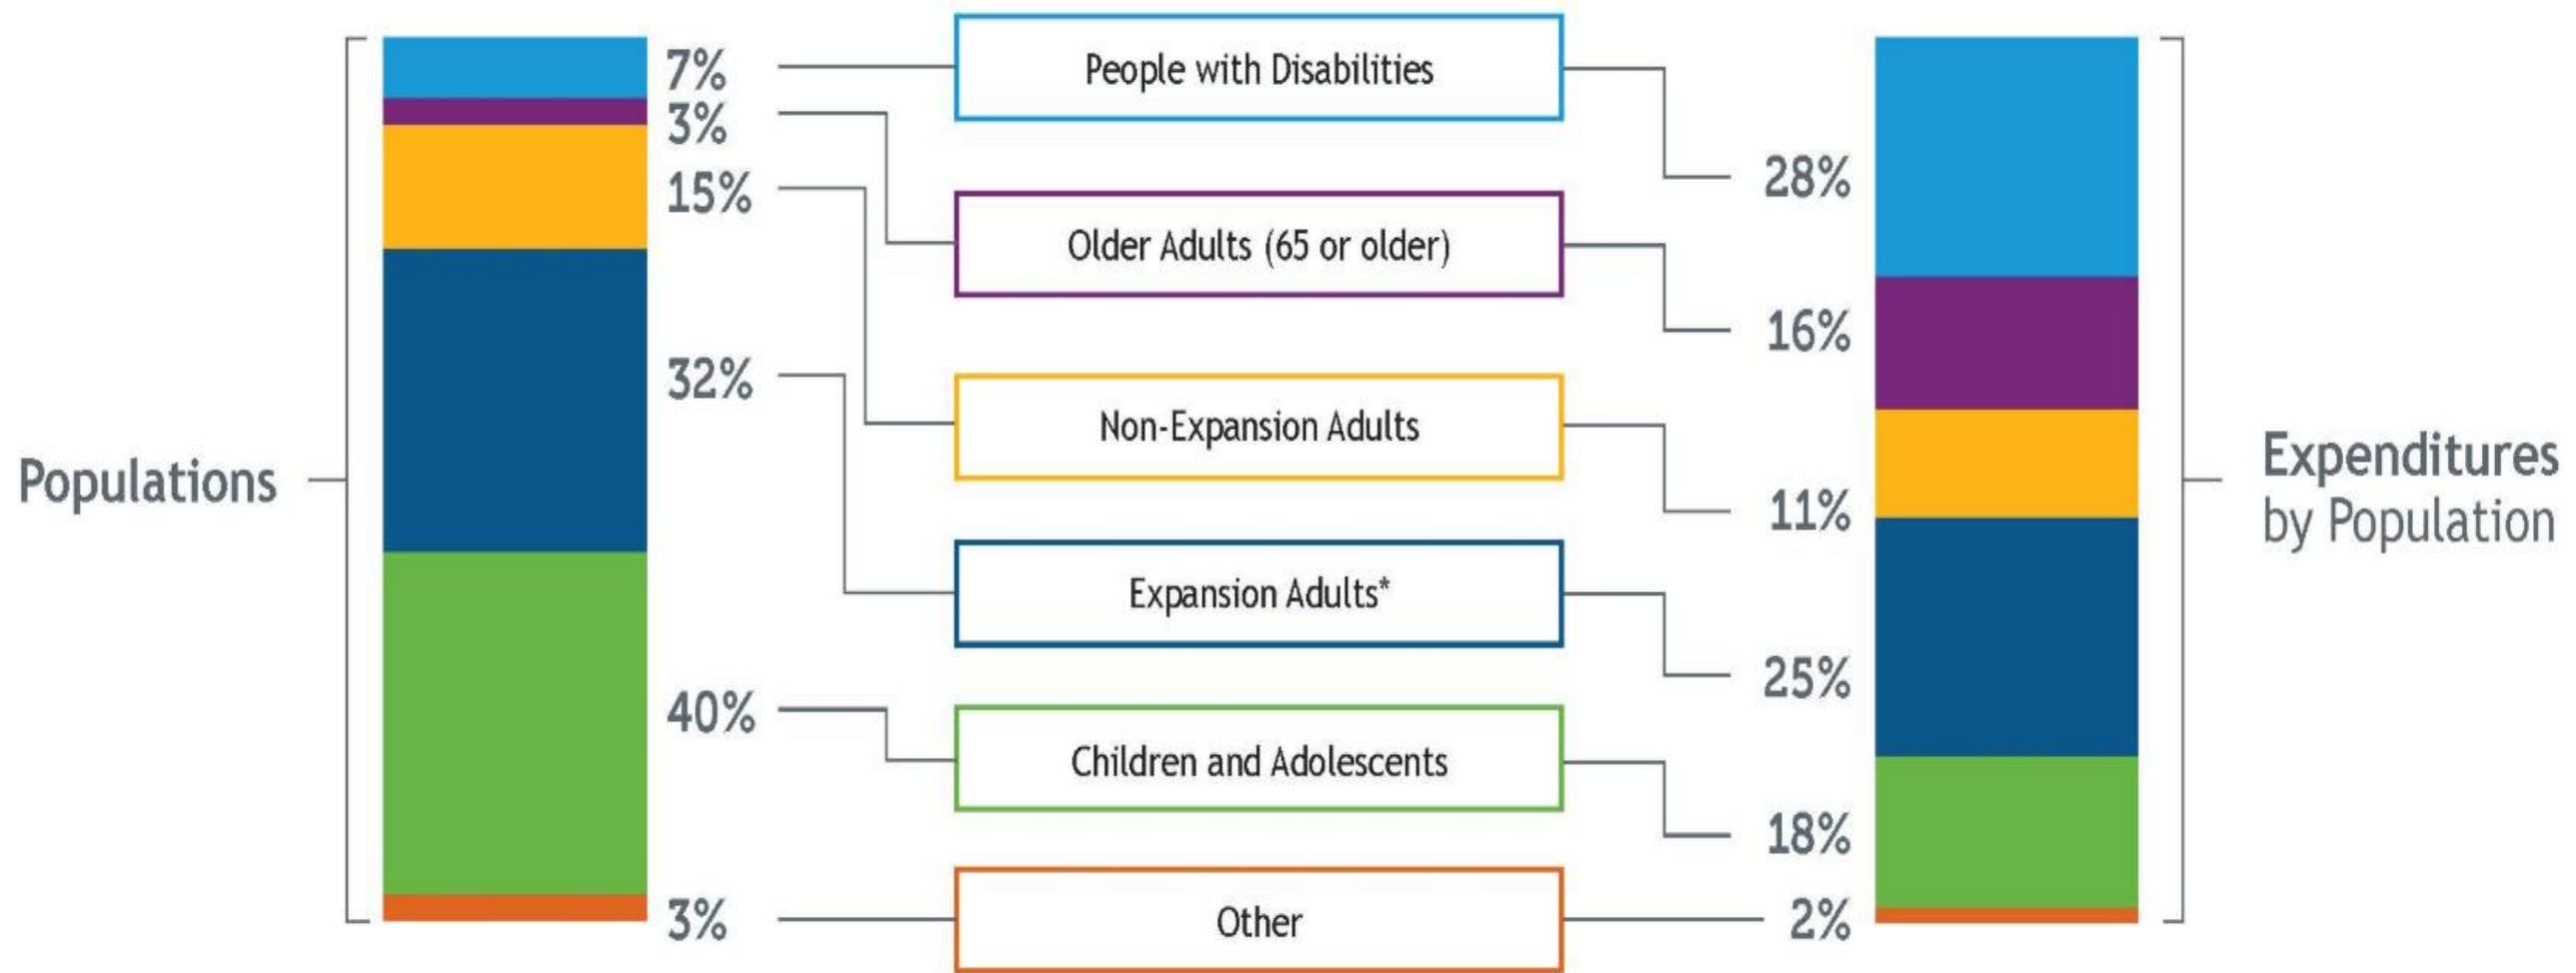 Populations
7%
3%
15%
32%
40%
3%
People with Disabilities
Older Adults (65 or older)
Non-Expansion Adults
Expansion Adults*
Children and Adolescents
Other
28%
16%
11%
25%
18%
2%
Expenditures
by Population